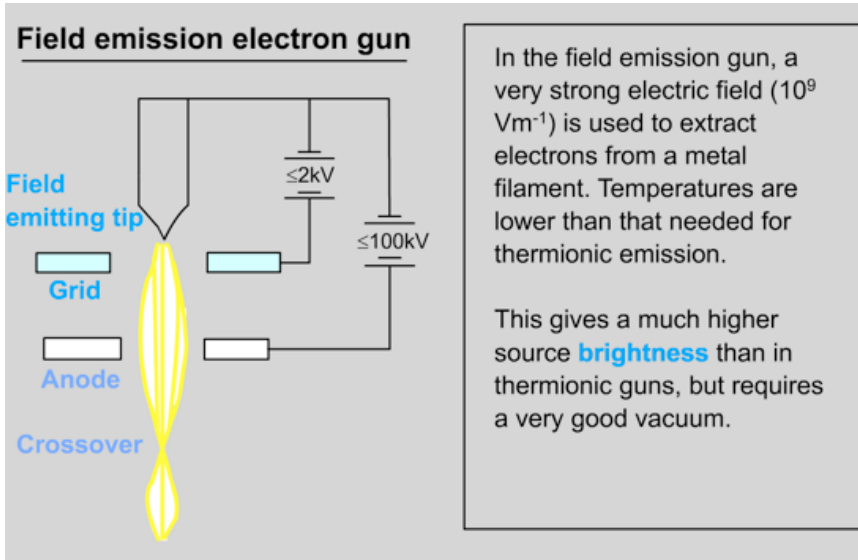 Field emission electron gun
≤2kV
Field
emitting tip
≤100kV
Grid
Anode
Crossover
In the field emission gun, a
very strong electric field (10⁹
Vm⁻¹) is used to extract
electrons from a metal
filament. Temperatures are
lower than that needed for
thermionic emission.
This gives a much higher
source brightness than in
thermionic guns, but requires
a very good vacuum.